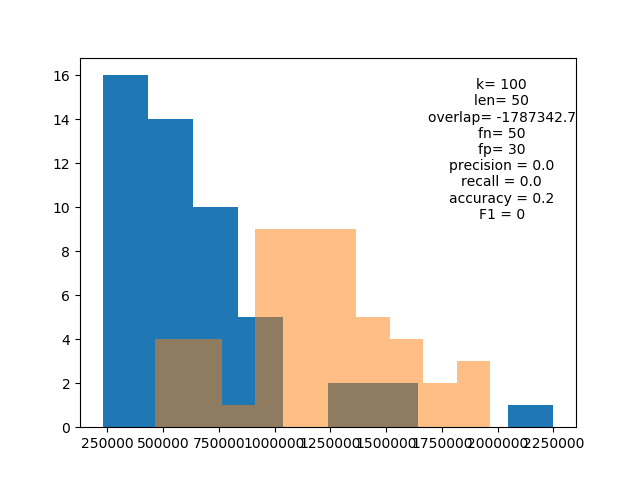 16
14
12
10
8
6
4
2
0
k= 100
len= 50
overlap= -1787342.7
fn= 50
fp= 30
precision = 0.0
recall = 0.0
accuracy = 0.2
F1 = 0
250000 500000 750000 1000000 1250000 1500000 1750000 2000000 2250000